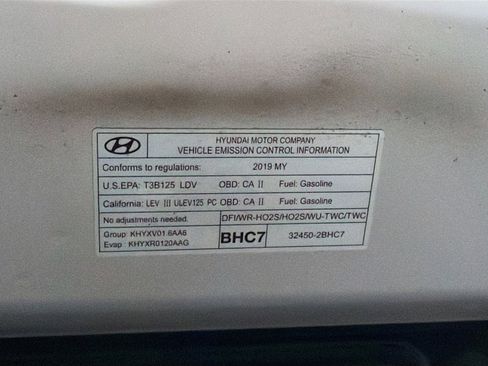 HYUNDAI MOTOR COMPANY
VEHICLE EMISSION CONTROL INFORMATION
Conforms to regulations: 2019 MY
U.S.EPA: T3B125 LDV OBD: CA II Fuel: Gasoline
California: LEV III ULEV125 PC OBD: CA II Fuel: Gasoline
No adjustments needed. DFI/WR-HO2S/HO2S/WU-TWC/TWC
Group: KHYXV01.6AA6
Evap: KHYXR0120AAG
BHC7 32450-2BHC7